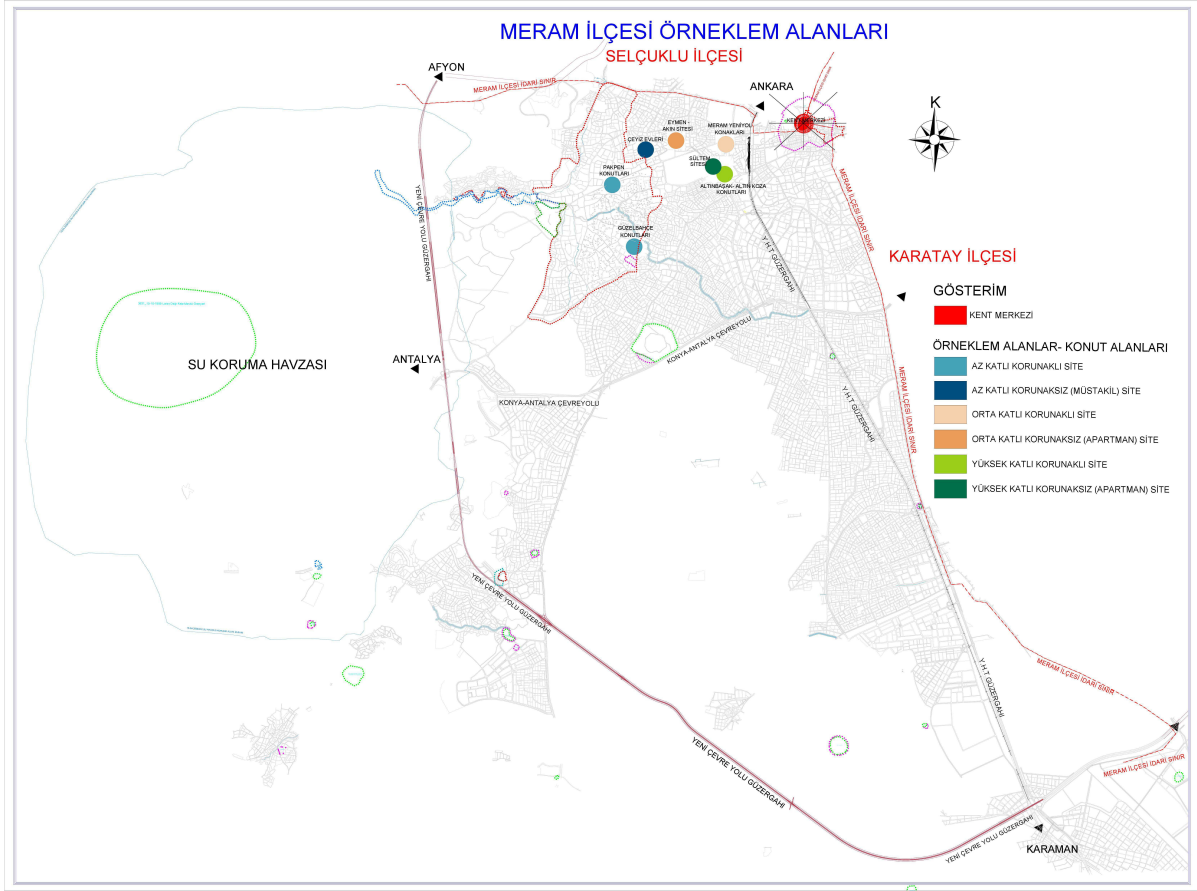 MERAM İLÇESİ ÖRNEKLEM ALANLARI
SELÇUKLU İLÇESİ
AFYON
MERAM İLÇESİ İDARİ SINIR
ANKARA
K
KENT MERKEZİ
EYMEN -
AKIN SİTESİ
MERAM YENİYOL
KONAKLARI
ÇEYİZ EVLERİ
SÜLTEM
SİTESİ
PAKPEN
KONUTLARI
ALTINBAŞAK- ALTIN KOZA
KONUTLARI
GÜZELBAHÇE
KONUTLARI
YENİ ÇEVRE YOLU GÜZERGAHI
MERAM İLÇESİ İDARİ SINIR
Y.H.T GÜZERGAHI
KARATAY İLÇESİ
GÖSTERİM
KENT MERKEZİ
ÖRNEKLEM ALANLAR- KONUT ALANLARI
AZ KATLI KORUNAKLI SİTE
AZ KATLI KORUNAKSIZ (MÜSTAKİL) SİTE
ORTA KATLI KORUNAKLI SİTE
ORTA KATLI KORUNAKSIZ (APARTMAN) SİTE
YÜKSEK KATLI KORUNAKLI SİTE
YÜKSEK KATLI KORUNAKSIZ (APARTMAN) SİTE
SU KORUMA HAVZASI
ANTALYA
KONYA-ANTALYA ÇEVREYOLU
KONYA-ANTALYA ÇEVREYOLU
Y.H.T GÜZERGAHI
MERAM İLÇESİ İDARİ SINIR
YENİ ÇEVRE YOLU GÜZERGAHI
Y.H.T GÜZERGAHI
MERAM İLÇESİ İDARİ SINIR
YENİ ÇEVRE YOLU GÜZERGAHI
MERAM İLÇESİ İDARİ SINIR
YENİ ÇEVRE YOLU GÜZERGAHI
KARAMAN